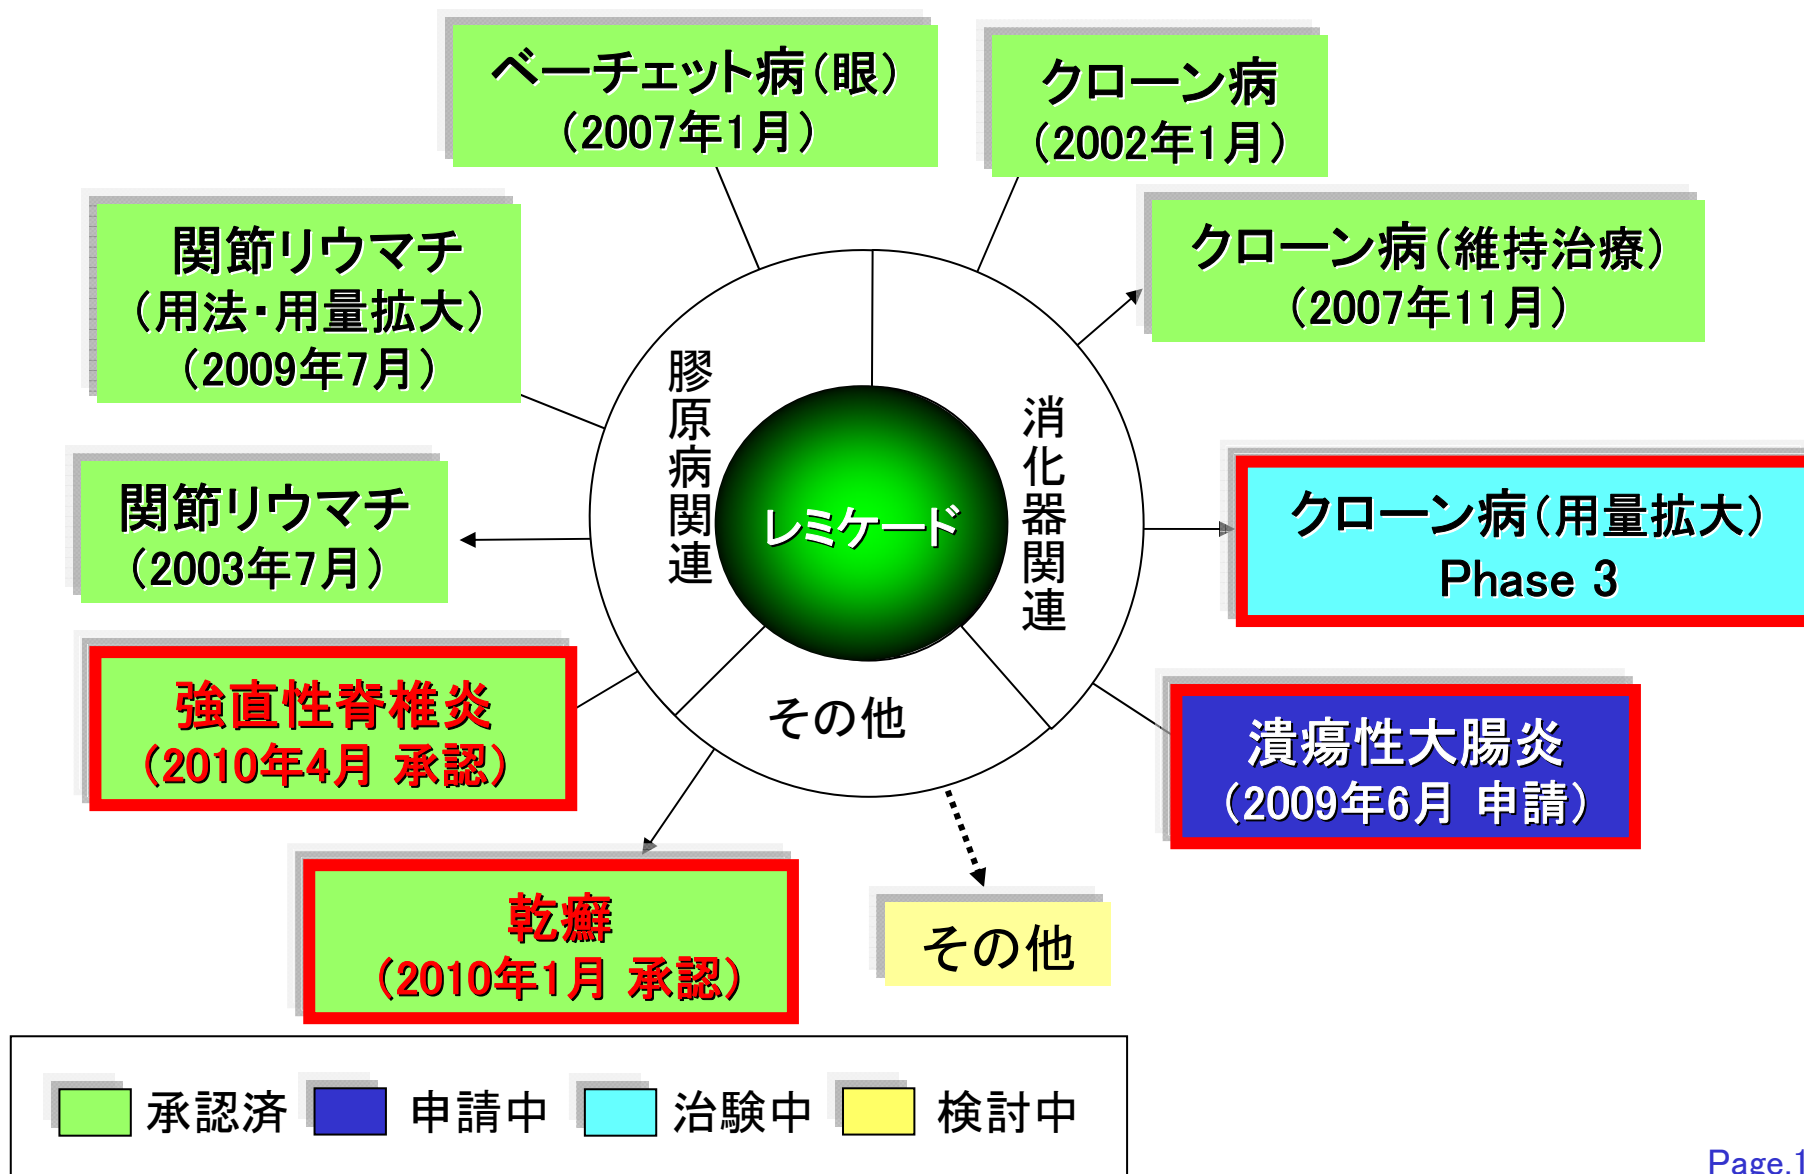 ベーチェット病(眼)
(2007年1月)
クローン病
(2002年1月)
関節リウマチ
(用法・用量拡大)
(2009年7月)
クローン病(維持治療)
(2007年11月)
膠原病関連
消化器関連
レミケード
関節リウマチ
(2003年7月)
クローン病(用量拡大)
Phase 3
強直性脊椎炎
(2010年4月 承認)
その他
潰瘍性大腸炎
(2009年6月 申請)
乾癬
(2010年1月 承認)
その他
承認済
申請中
治験中
検討中
Page.1